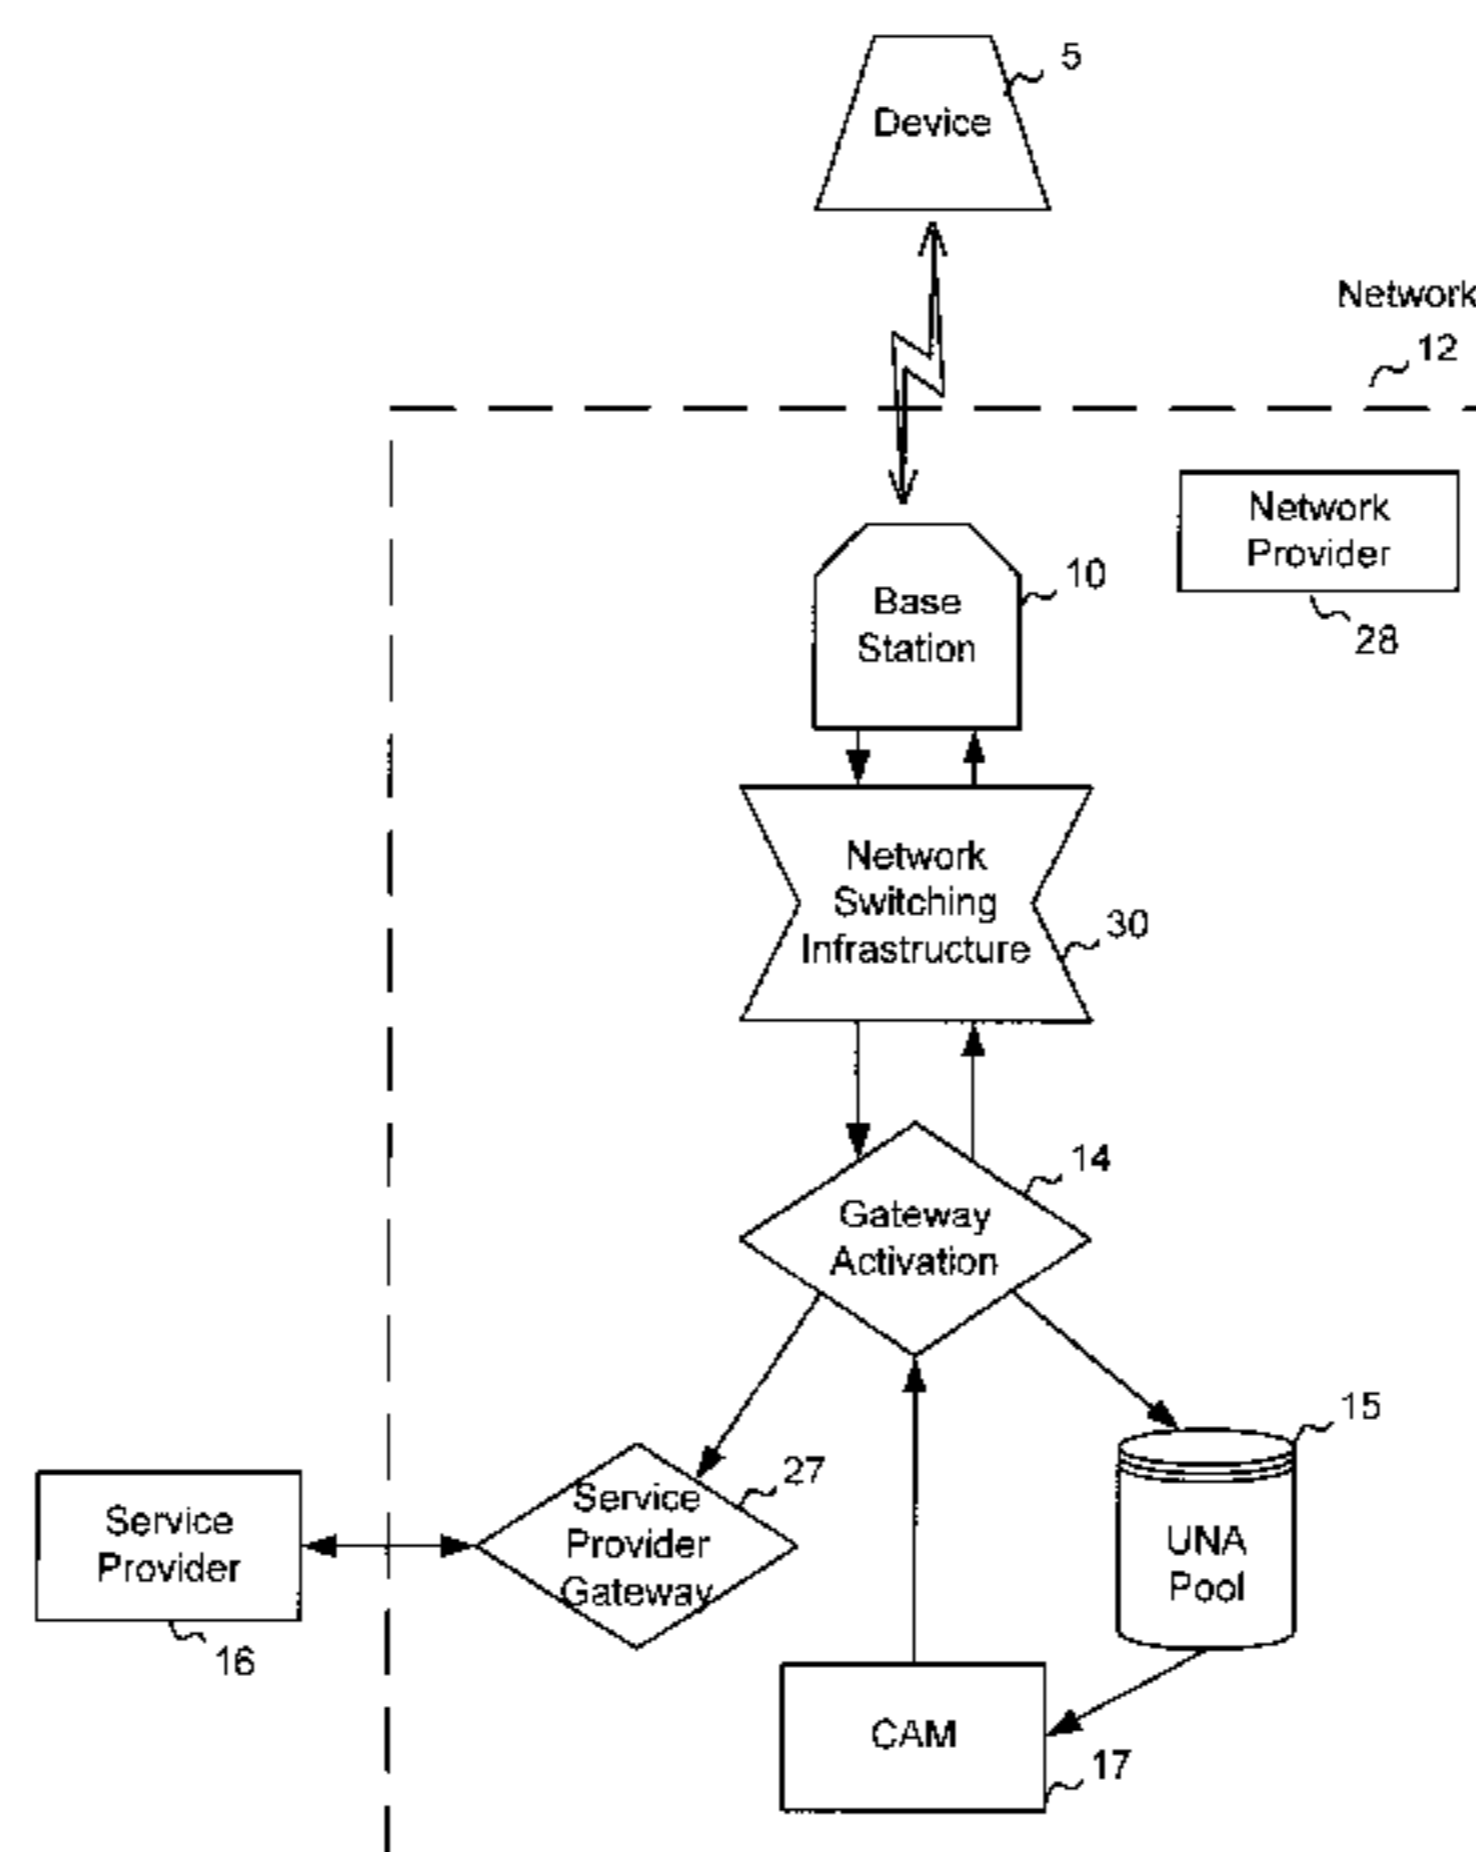 5
Device
Network
12
Network
Provider
28
Base
Station
10
Network
Switching
Infrastructure
30
14
Gateway
Activation
15
27
Service
Provider
Gateway
Service
Provider
16
UNA
Pool
CAM
17